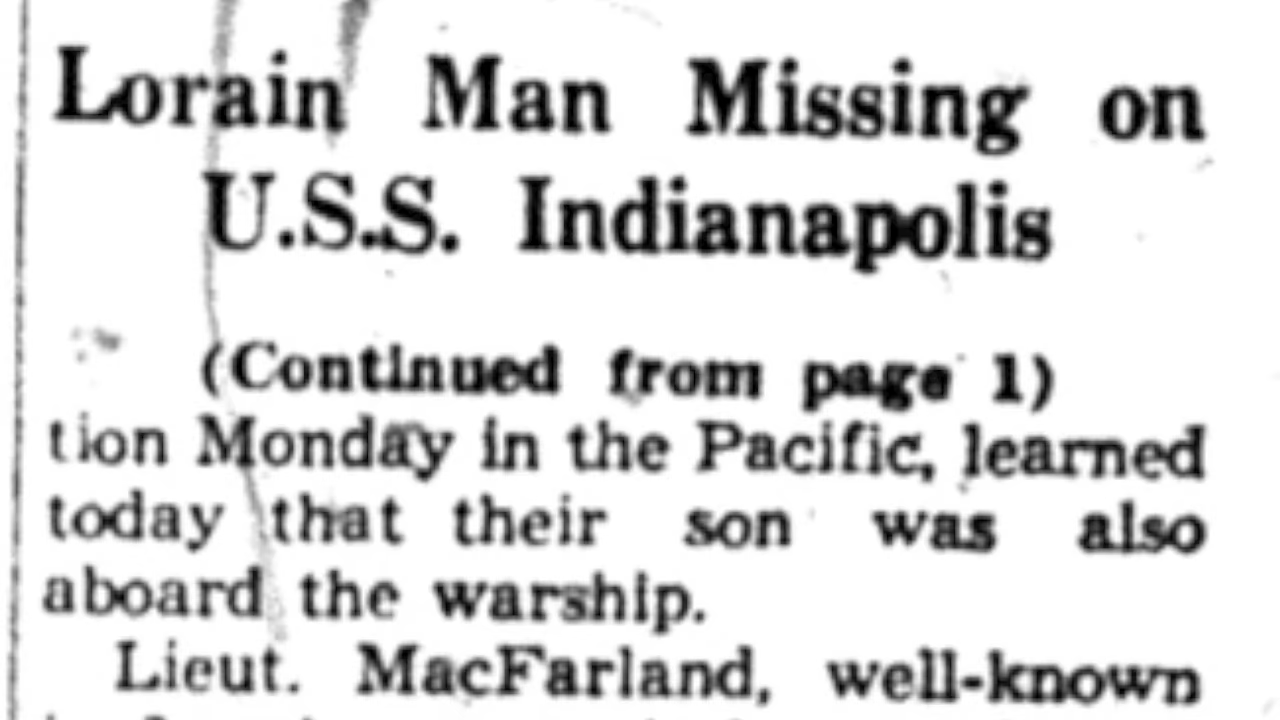 Lorain Man Missing on
U.S.S. Indianapolis
(Continued from page 1)
tion Monday in the Pacific, learned
today that their son was also
aboard the warship.
Lieut. MacFarland, well-known